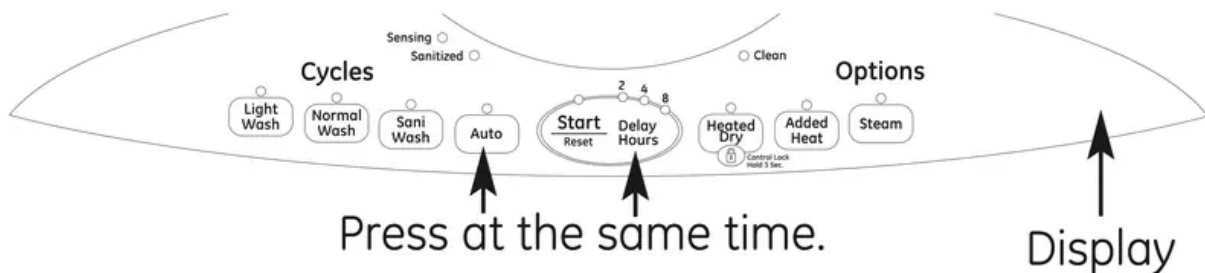 Sensing
Sanitized
Clean
Cycles
Options
2 4 8
Light
Wash
Normal
Wash
Sani
Wash
Auto
Start
Reset
Delay
Hours
Heated
Dry
Control Lock
Hold 3 Sec.
Added
Heat
Steam
Press at the same time.
Display